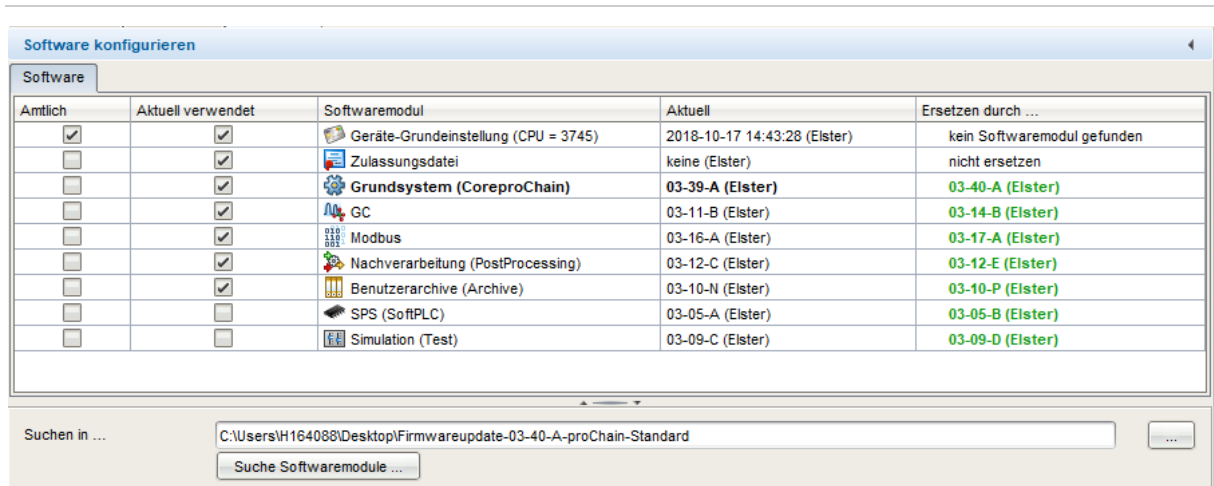 Software konfigurieren
Software
Amtlich Aktuell verwendet Softwaremodul Aktuell Ersetzen durch ...
Geräte-Grundeinstellung (CPU = 3745) 2018-10-17 14:43:28 (Elster) kein Softwaremodul gefunden
Zulassungsdatei keine (Elster) nicht ersetzen
Grundsystem (CoreproChain) 03-39-A (Elster) 03-40-A (Elster)
GC 03-11-B (Elster) 03-14-B (Elster)
Modbus 03-16-A (Elster) 03-17-A (Elster)
Nachverarbeitung (PostProcessing) 03-12-C (Elster) 03-12-E (Elster)
Benutzerarchive (Archive) 03-10-N (Elster) 03-10-P (Elster)
SPS (SoftPLC) 03-05-A (Elster) 03-05-B (Elster)
Simulation (Test) 03-09-C (Elster) 03-09-D (Elster)
Suchen in ... C:\Users\H164088\Desktop\Firmwareupdate-03-40-A-proChain-Standard ...
Suche Softwaremodule ...